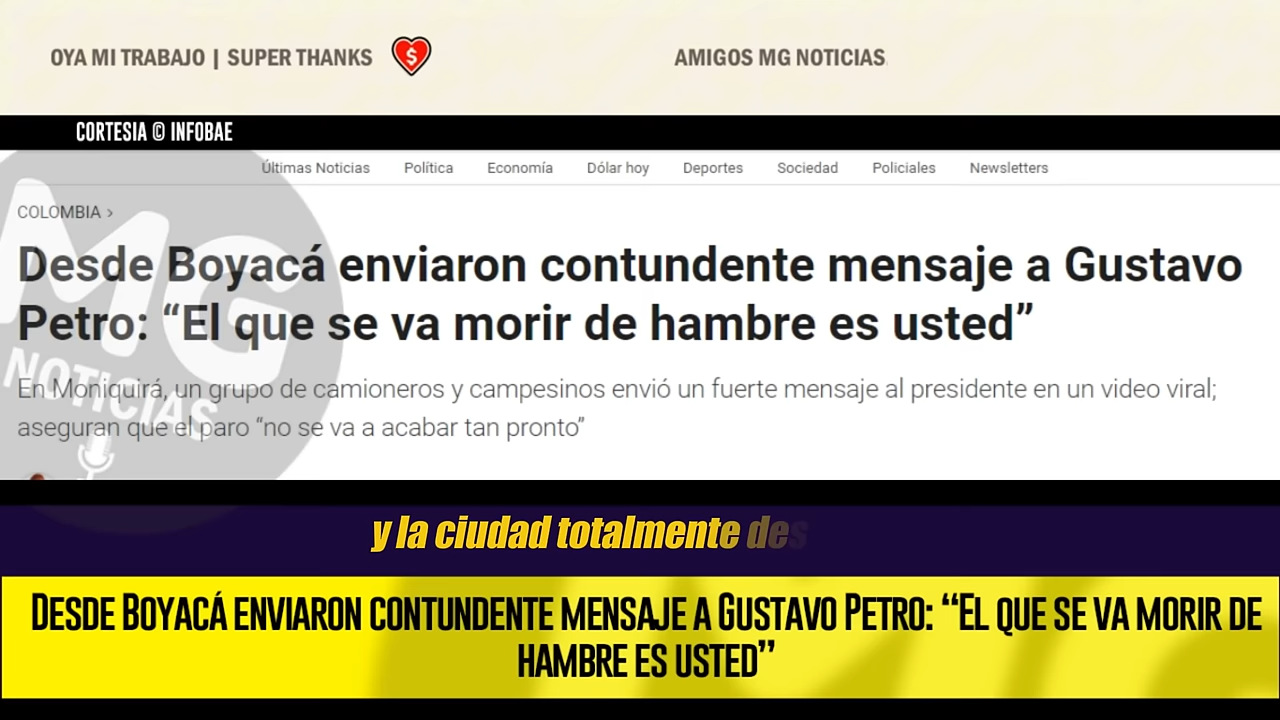 OYA MI TRABAJO | SUPER THANKS
AMIGOS MG NOTICIAS
CORTESIA © INFOBAE
Últimas Noticias Política Economía Dólar hoy Deportes Sociedad Policiales Newsletters
COLOMBIA >
Desde Boyacá enviaron contundente mensaje a Gustavo
Petro: “El que se va morir de hambre es usted”
En Moniquirá, un grupo de camioneros y campesinos envió un fuerte mensaje al presidente en un video viral;
aseguran que el paro “no se va a acabar tan pronto”
MG
NOTICIAS
y la ciudad totalmente des
DESDE BOYACÁ ENVIARON CONTUNDENTE MENSAJE A GUSTAVO PETRO: “EL QUE SE VA MORIR DE
HAMBRE ES USTED”